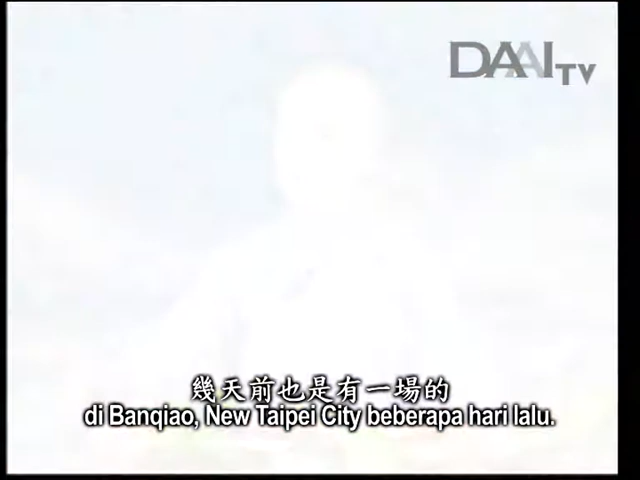 DAAI TV
幾天前也是有一場的
di Banqiao, New Taipei City beberapa hari lalu.